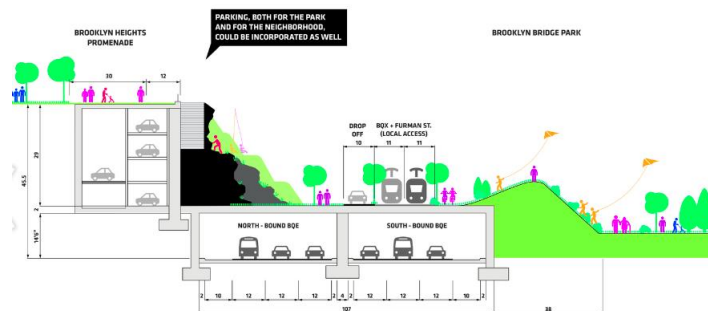 PARKING, BOTH FOR THE PARK
AND FOR THE NEIGHBORHOOD,
COULD BE INCORPORATED AS WELL
BROOKLYN HEIGHTS
PROMENADE
BROOKLYN BRIDGE PARK
30
12
DROP
OFF
BQX + FURMAN ST.
(LOCAL ACCESS)
10
11
11
29
45.5
2
14'6"
NORTH - BOUND BQE
SOUTH - BOUND BQE
2
10
12
12
12
2
4
2
12
12
12
10
2
107
38